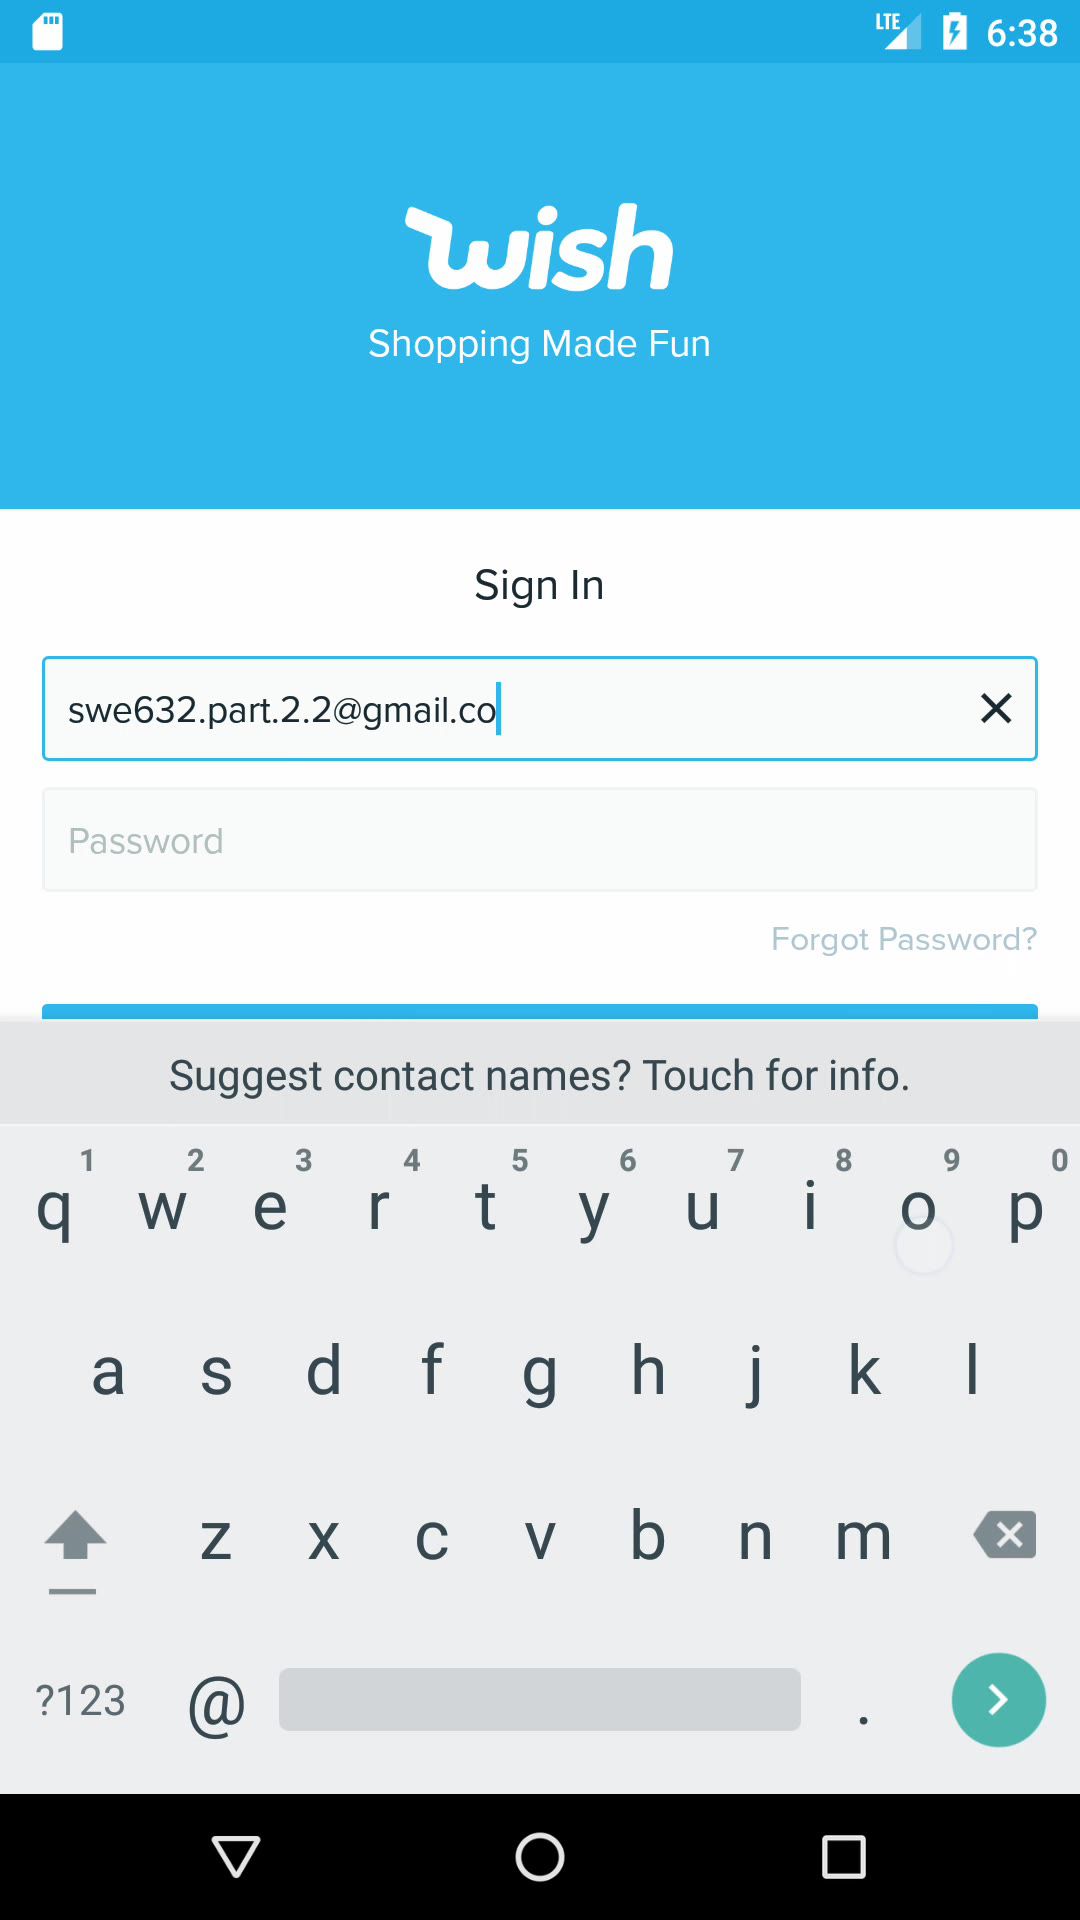 LTE 6:38
wish
Shopping Made Fun
Sign In
swe632.part.2.2@gmail.co
Password
Forgot Password?
Suggest contact names? Touch for info.
1 2 3 4 5 6 7 8 9 0
q w e r t y u i o p
a s d f g h j k l
z x c v b n m
?123 @ .